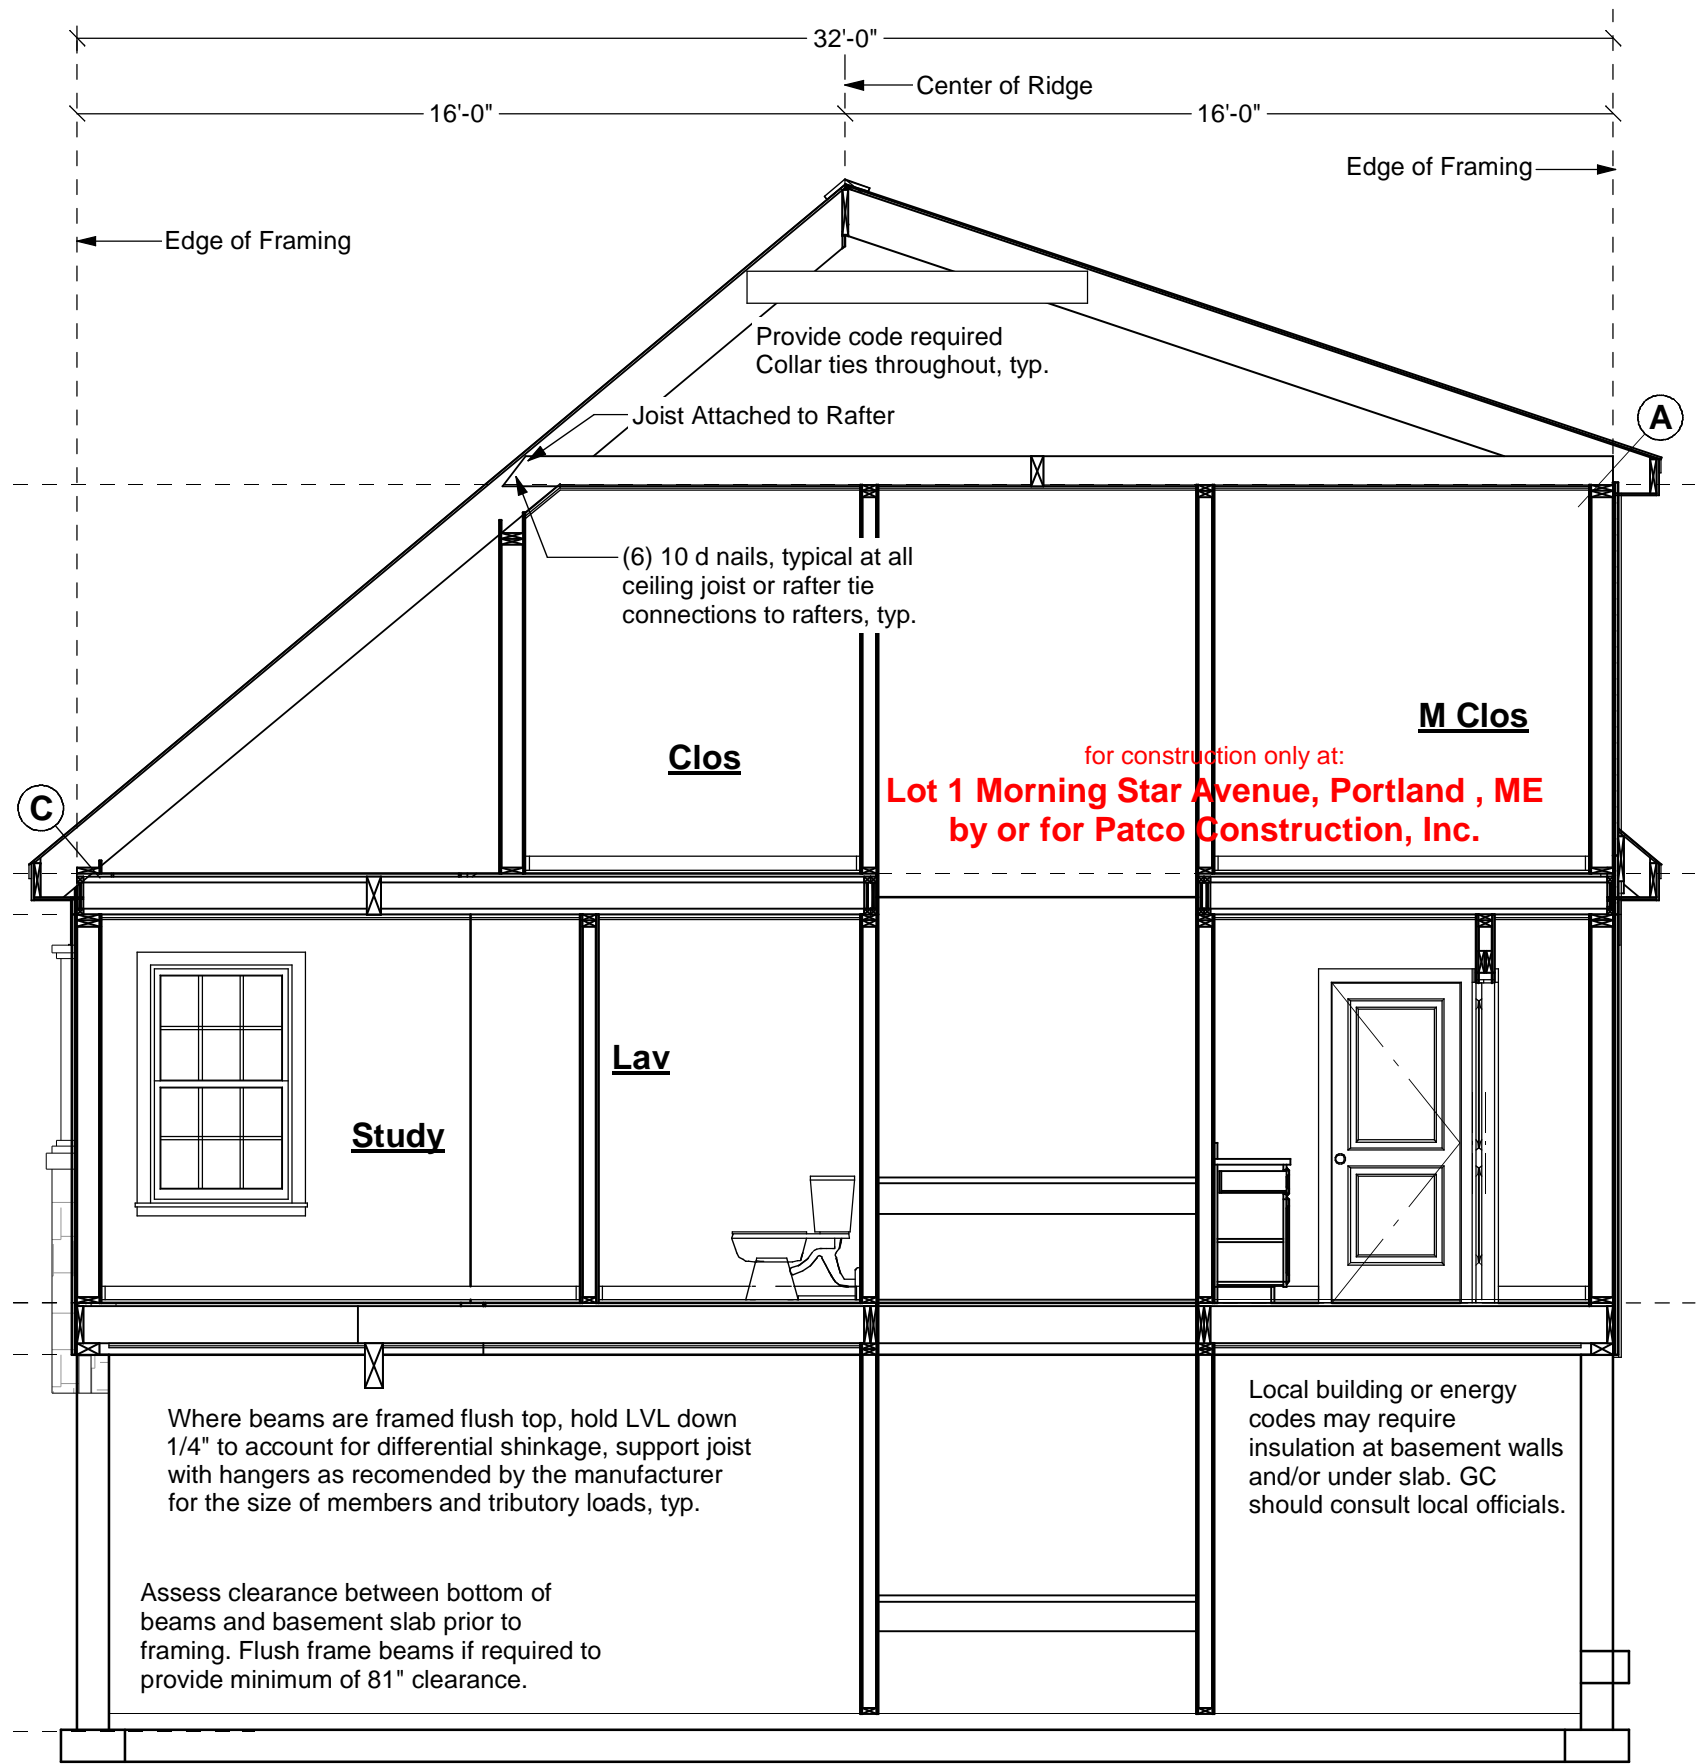 32'-0"
Center of Ridge
16'-0"
16'-0"
Edge of Framing
Edge of Framing
Provide code required
Collar ties throughout, typ.
Joist Attached to Rafter
A
(6) 10 d nails, typical at all
ceiling joist or rafter tie
connections to rafters, typ.
M Clos
Clos
for construction only at:
Lot 1 Morning Star Avenue, Portland , ME
by or for Patco Construction, Inc.
C
Lav
Study
Where beams are framed flush top, hold LVL down
1/4" to account for differential shinkage, support joist
with hangers as recomended by the manufacturer
for the size of members and tributory loads, typ.
Local building or energy
codes may require
insulation at basement walls
and/or under slab. GC
should consult local officials.
Assess clearance between bottom of
beams and basement slab prior to
framing. Flush frame beams if required to
provide minimum of 81" clearance.